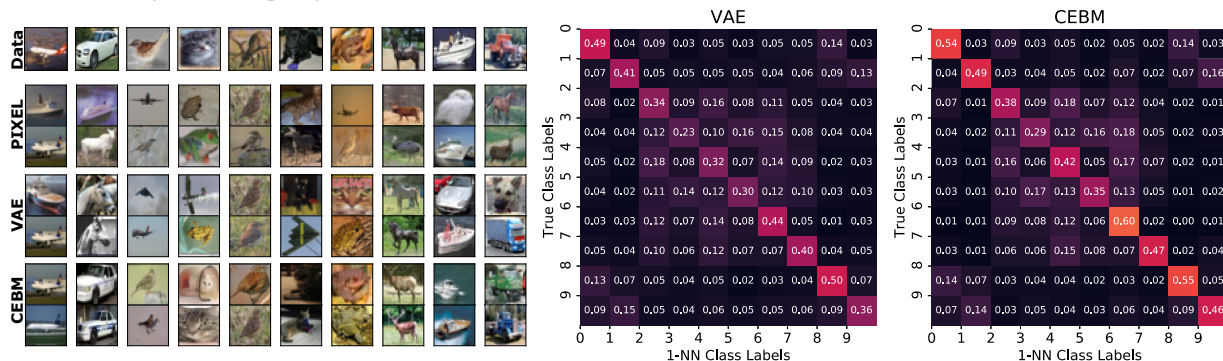 Data
PIXEL
VAE
CEBM
VAE
True Class Labels
0 0.49 0.04 0.09 0.03 0.05 0.03 0.05 0.05 0.14 0.03
1 0.07 0.41 0.05 0.05 0.05 0.04 0.06 0.06 0.09 0.13
2 0.08 0.02 0.34 0.09 0.16 0.08 0.11 0.05 0.04 0.03
3 0.04 0.04 0.12 0.23 0.10 0.16 0.15 0.08 0.04 0.04
4 0.05 0.02 0.18 0.08 0.32 0.07 0.14 0.09 0.02 0.03
5 0.04 0.02 0.11 0.14 0.12 0.30 0.12 0.10 0.03 0.03
6 0.03 0.03 0.12 0.07 0.14 0.08 0.44 0.05 0.01 0.03
7 0.05 0.04 0.10 0.06 0.12 0.07 0.07 0.40 0.04 0.05
8 0.13 0.07 0.05 0.03 0.04 0.03 0.03 0.04 0.50 0.07
9 0.09 0.15 0.03 0.05 0.05 0.04 0.06 0.08 0.09 0.36
0 1 2 3 4 5 6 7 8 9
1-NN Class Labels
CEBM
True Class Labels
0 0.54 0.03 0.09 0.03 0.05 0.02 0.05 0.02 0.14 0.03
1 0.04 0.49 0.03 0.04 0.05 0.02 0.07 0.02 0.07 0.16
2 0.07 0.01 0.38 0.09 0.18 0.07 0.12 0.04 0.02 0.01
3 0.04 0.02 0.11 0.29 0.12 0.16 0.18 0.05 0.02 0.03
4 0.03 0.01 0.16 0.06 0.42 0.06 0.17 0.07 0.02 0.01
5 0.03 0.01 0.10 0.17 0.13 0.35 0.13 0.05 0.01 0.02
6 0.01 0.01 0.09 0.08 0.12 0.06 0.60 0.02 0.00 0.01
7 0.03 0.01 0.06 0.06 0.15 0.08 0.07 0.47 0.02 0.04
8 0.14 0.07 0.03 0.04 0.04 0.02 0.04 0.02 0.55 0.05
9 0.07 0.14 0.03 0.04 0.04 0.03 0.06 0.04 0.08 0.46
0 1 2 3 4 5 6 7 8 9
1-NN Class Labels